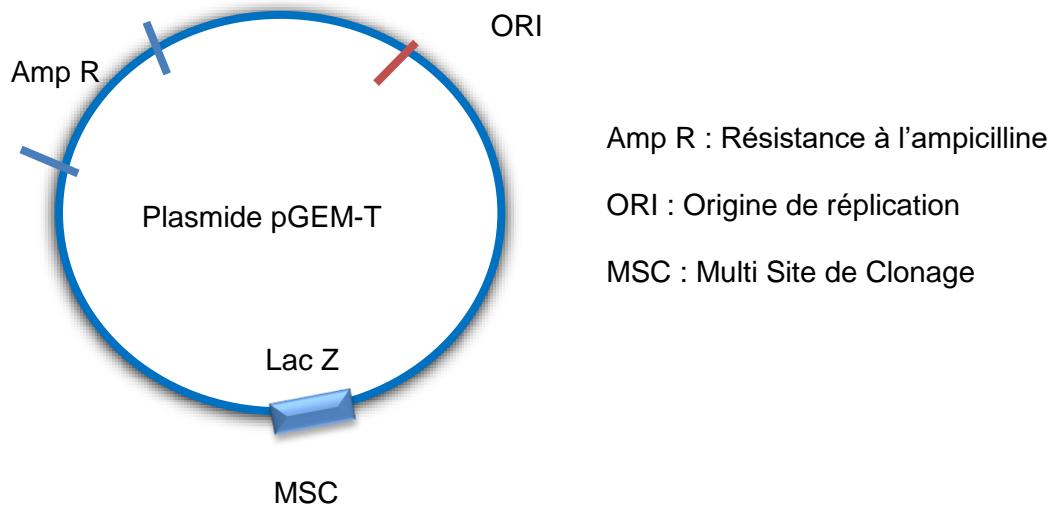 ORI
Amp R
Amp R : Résistance à l’ampicilline
Plasmide pGEM-T
ORI : Origine de réplication
MSC : Multi Site de Clonage
Lac Z
MSC